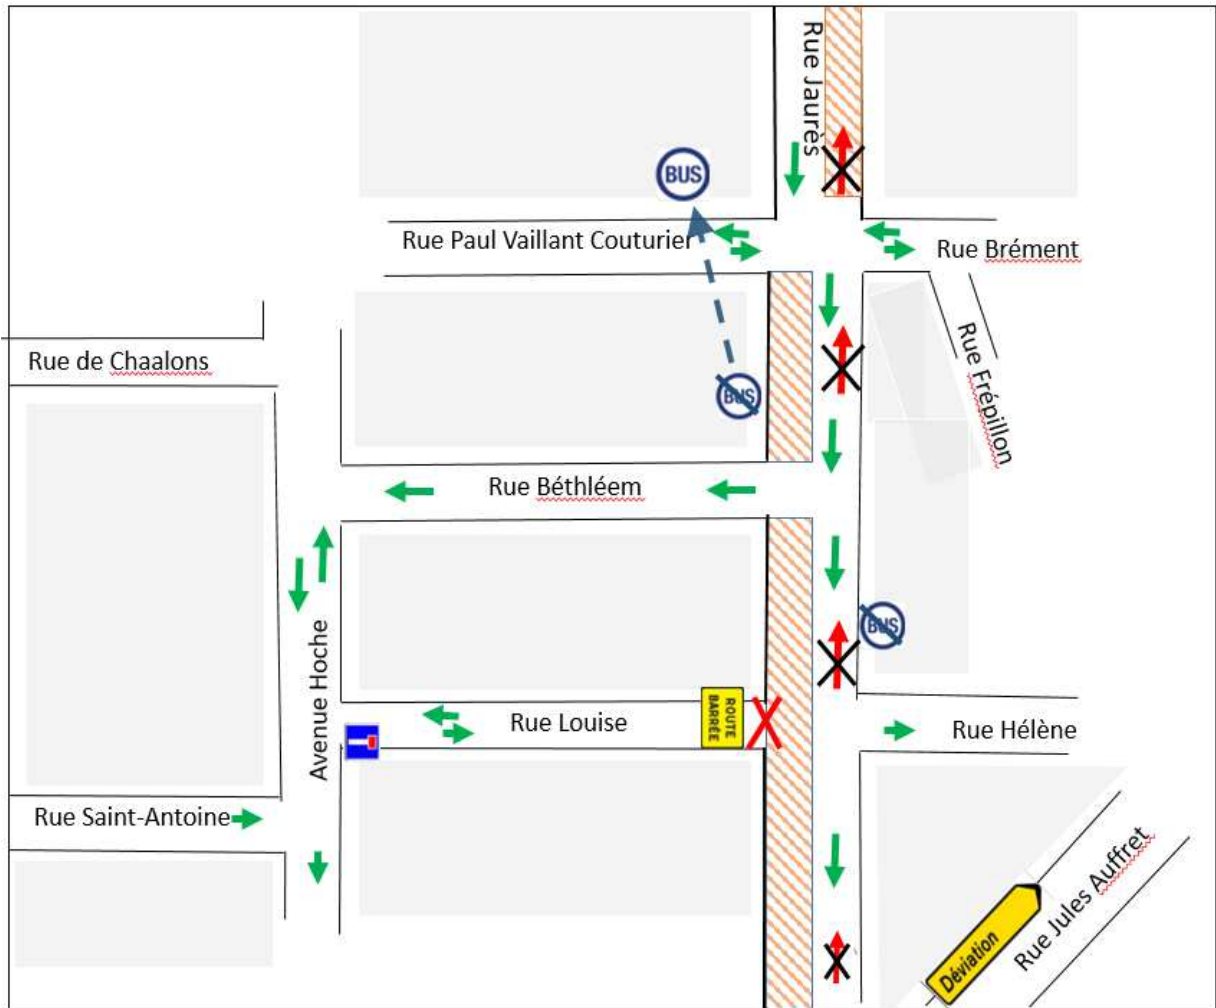 Rue Jaurès
BUS
Rue Paul Vaillant Couturier
Rue Brément
Rue de Chaalons
Rue Frépillon
BUS
Rue Béthléem
Avenue Hoche
BUS
ROUTE
BARRÉE
Rue Louise
Rue Hélène
Rue Saint-Antoine
Rue Jules Auffret
Déviation